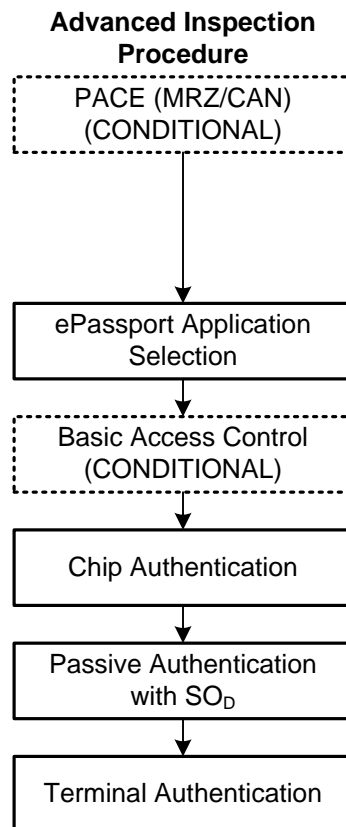 Advanced Inspection
Procedure
PACE (MRZ/CAN)
(CONDITIONAL)
ePassport Application
Selection
Basic Access Control
(CONDITIONAL)
Chip Authentication
Passive Authentication
with SO_D
Terminal Authentication